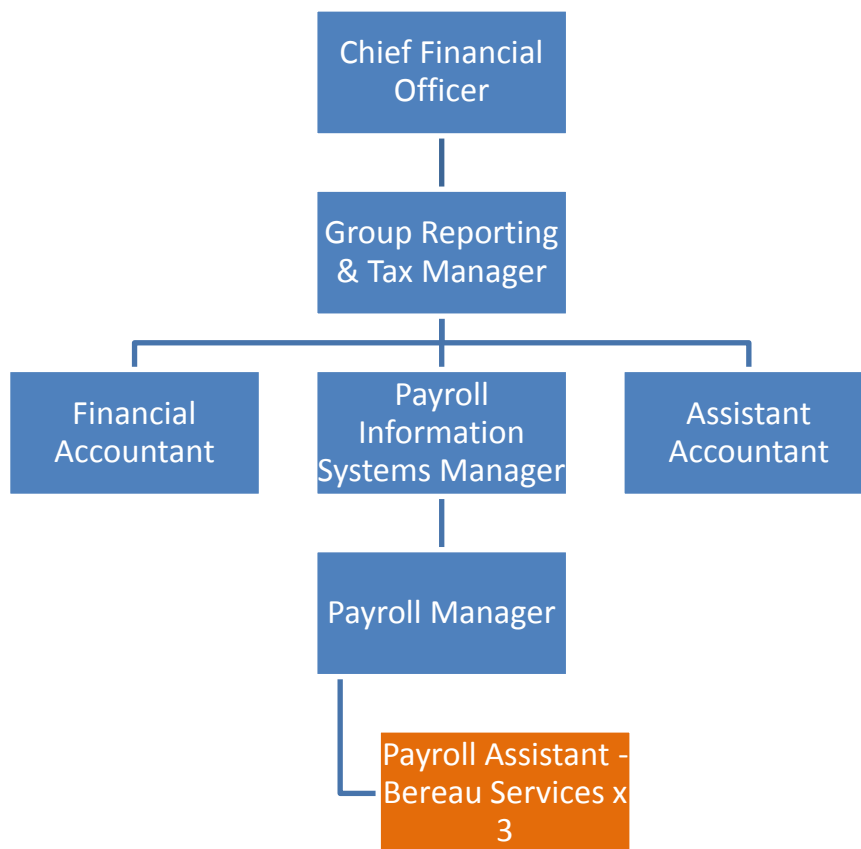 Chief Financial
Officer
Group Reporting
& Tax Manager
Financial
Accountant
Payroll
Information
Systems Manager
Assistant
Accountant
Payroll Manager
Payroll Assistant -
Bereau Services x
3